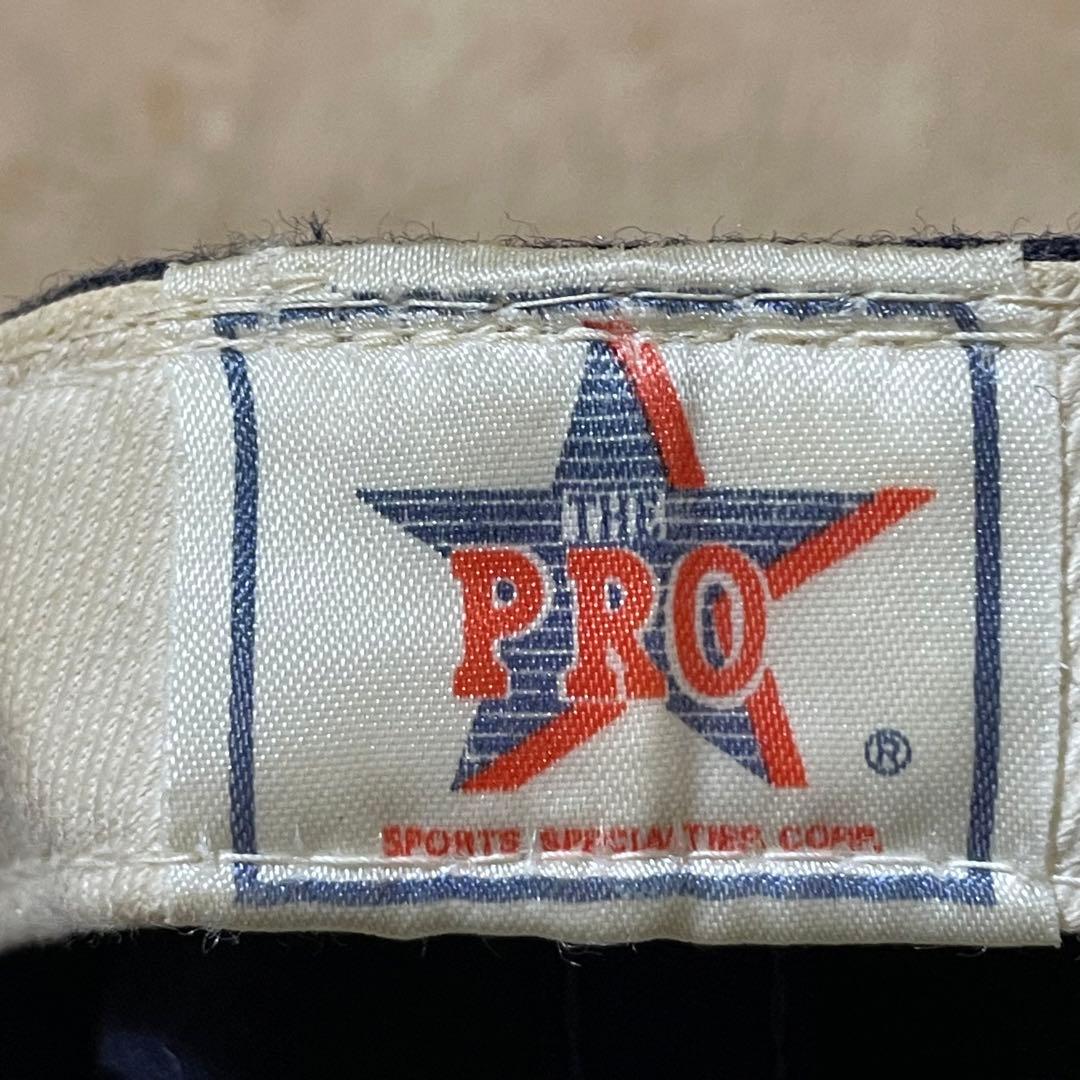 THE
PRO
®
SPORTS SPECIALTIES CORP.